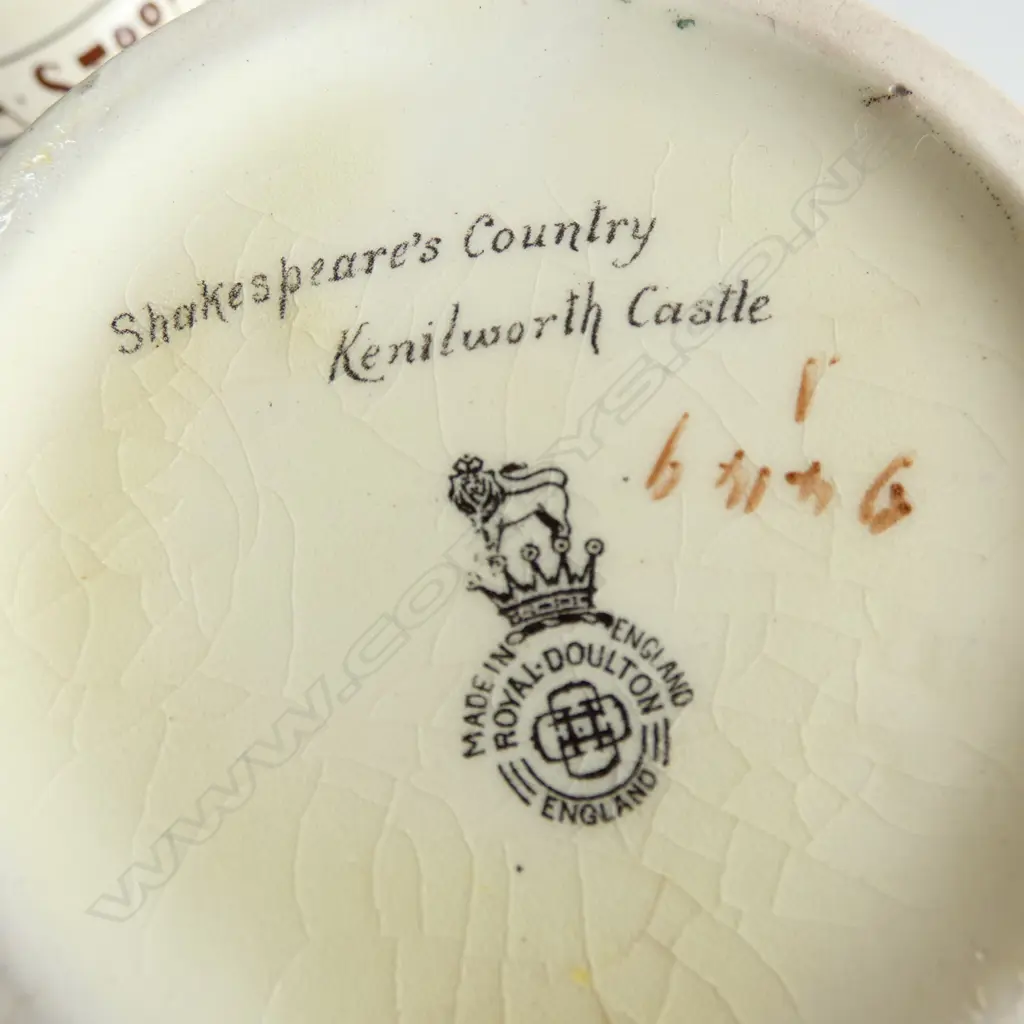 Shakespeare's Country
Kenilworth Castle
MADE IN ENGLAND
ROYAL·DOULTON
ENGLAND